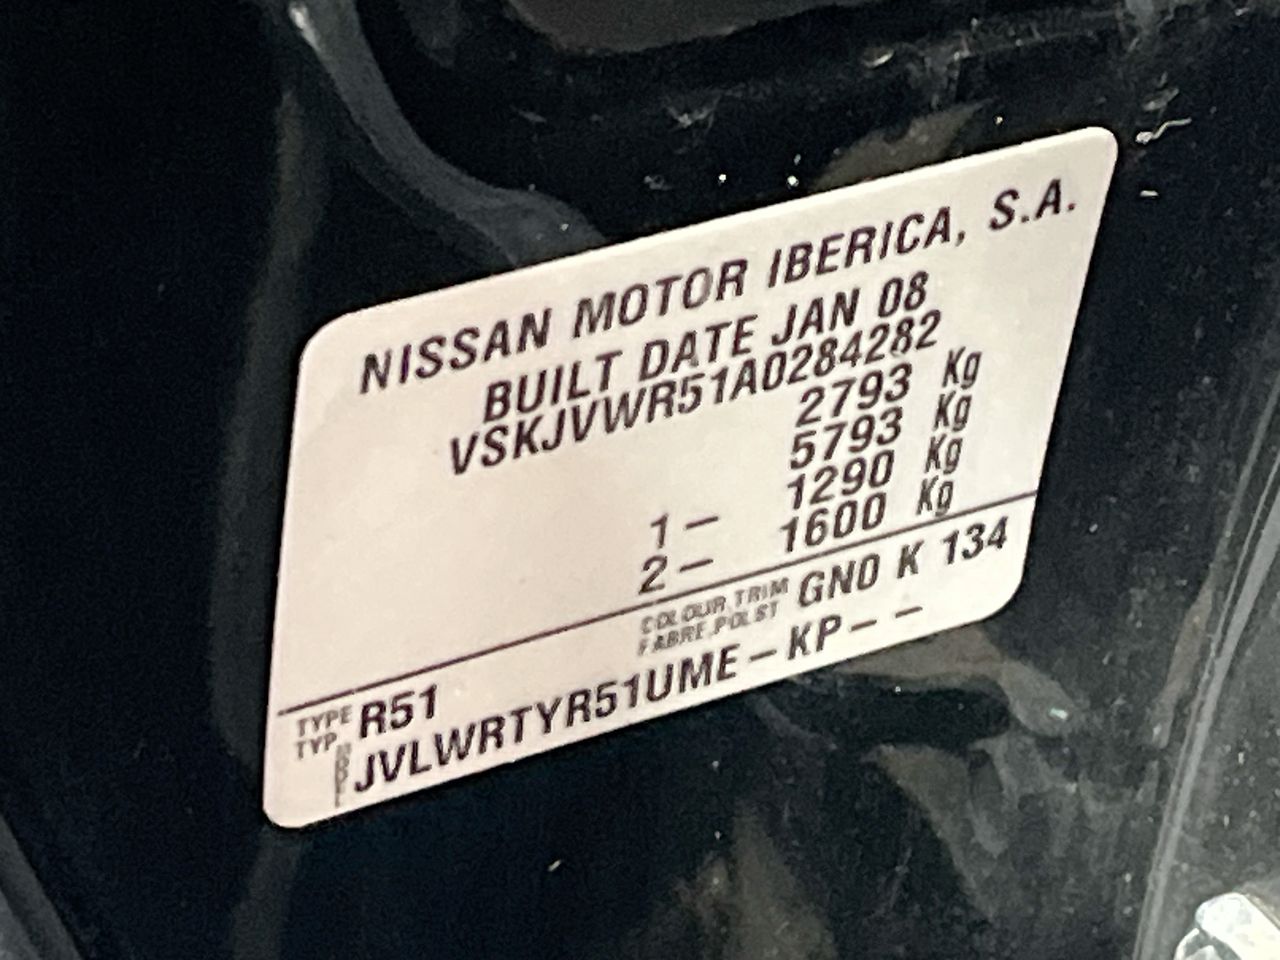 NISSAN MOTOR IBERICA, S.A.
BUILT DATE JAN 08
VSKJVWR51A0284282
2793 Kg
5793 Kg
1 - 1290 Kg
2 - 1600 Kg
COLOUR,TRIM GN0 K 134
FABRE,POLST
TYPE R51
TYP
MODEL JVLWRTYR51UME-KP--